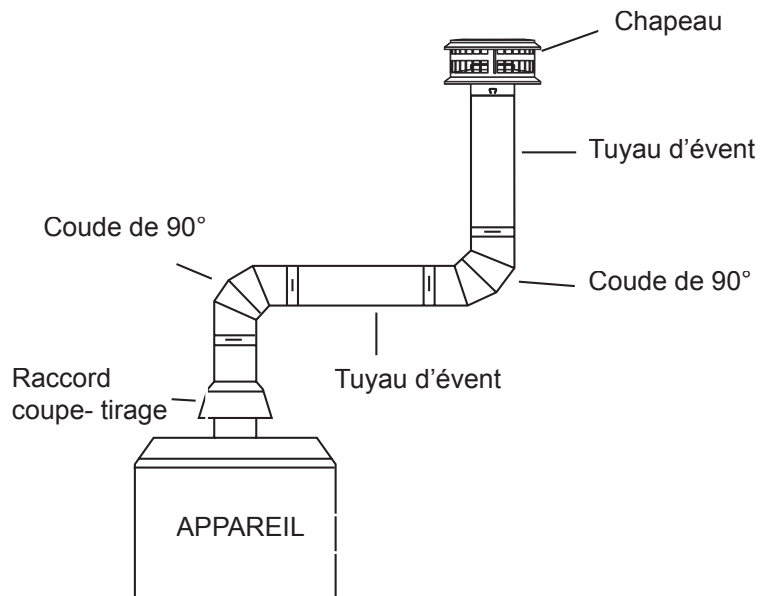 Chapeau
Tuyau d'évent
Coude de 90°
Coude de 90°
Tuyau d'évent
Raccord
coupe- tirage
APPAREIL